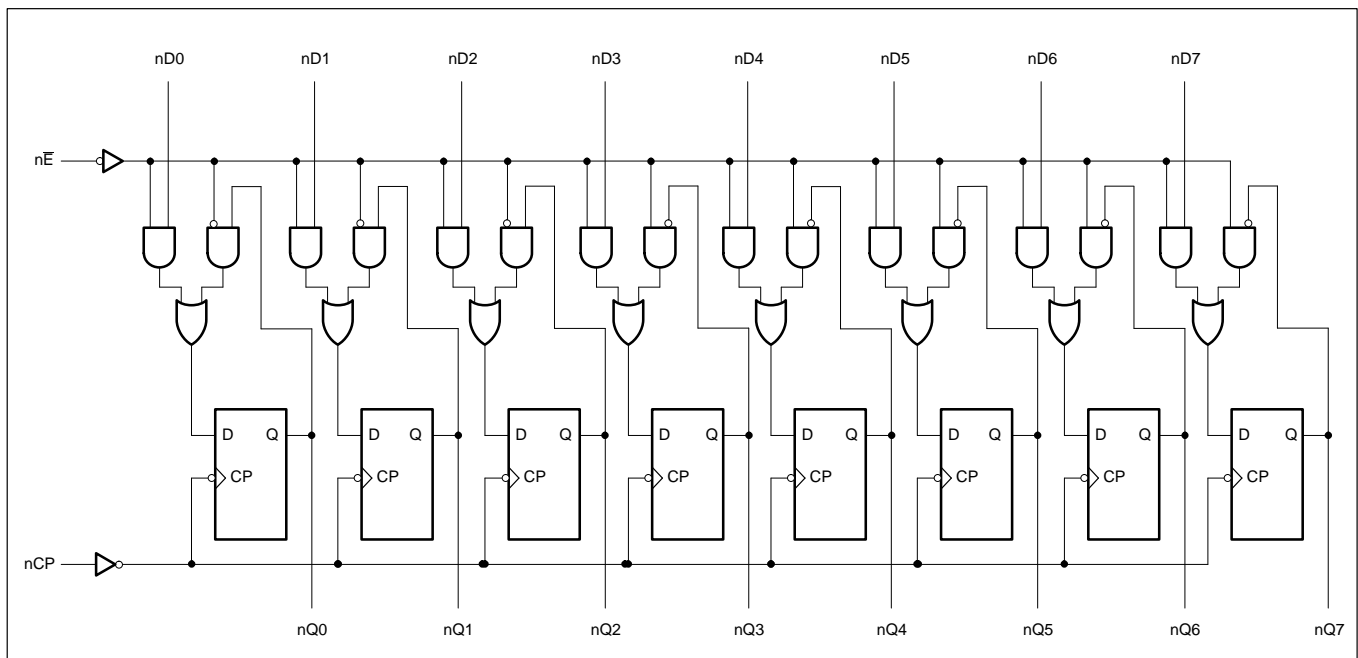 nD0 nD1 nD2 nD3 nD4 nD5 nD6 nD7
nE̅
D Q D Q D Q D Q D Q D Q D Q D Q
CP CP CP CP CP CP CP CP
nCP
nQ0 nQ1 nQ2 nQ3 nQ4 nQ5 nQ6 nQ7